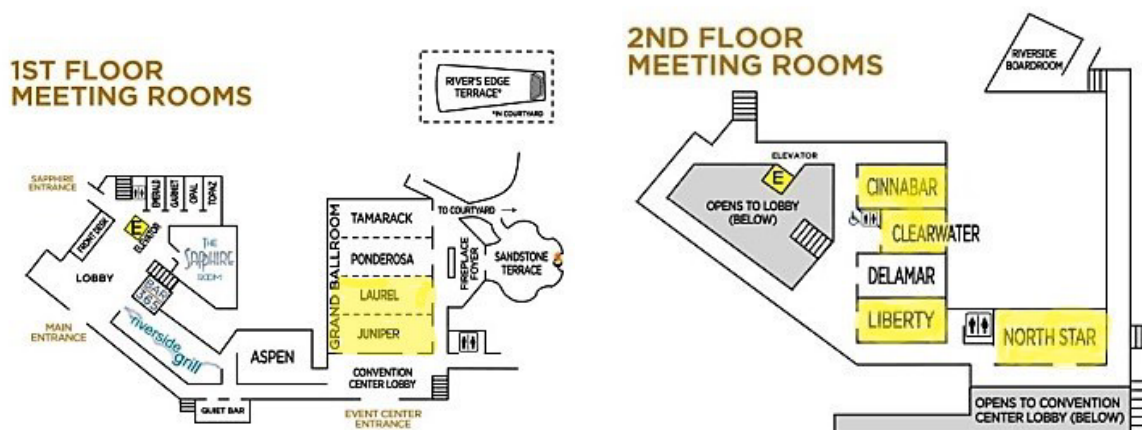 1ST FLOOR
MEETING ROOMS
RIVER'S EDGE
TERRACE*
*IN COURTYARD
SAPPHIRE
ENTRANCE
EMERALD
GARNET
OPAL
TOPAZ
FRONT DESK
E
ELEVATOR
THE
SAPPHIRE
ROOM
LOBBY
BAR
365
MAIN
ENTRANCE
riverside
grill
ASPEN
QUIET BAR
GRAND BALLROOM
TAMARACK
PONDEROSA
LAUREL
JUNIPER
TO COURTYARD
FIREPLACE
FOYER
SANDSTONE
TERRACE
CONVENTION
CENTER LOBBY
EVENT CENTER
ENTRANCE
2ND FLOOR
MEETING ROOMS
RIVERSIDE
BOARDROOM
ELEVATOR
E
OPENS TO LOBBY
(BELOW)
CINNABAR
CLEARWATER
DELAMAR
LIBERTY
NORTH STAR
OPENS TO CONVENTION
CENTER LOBBY (BELOW)